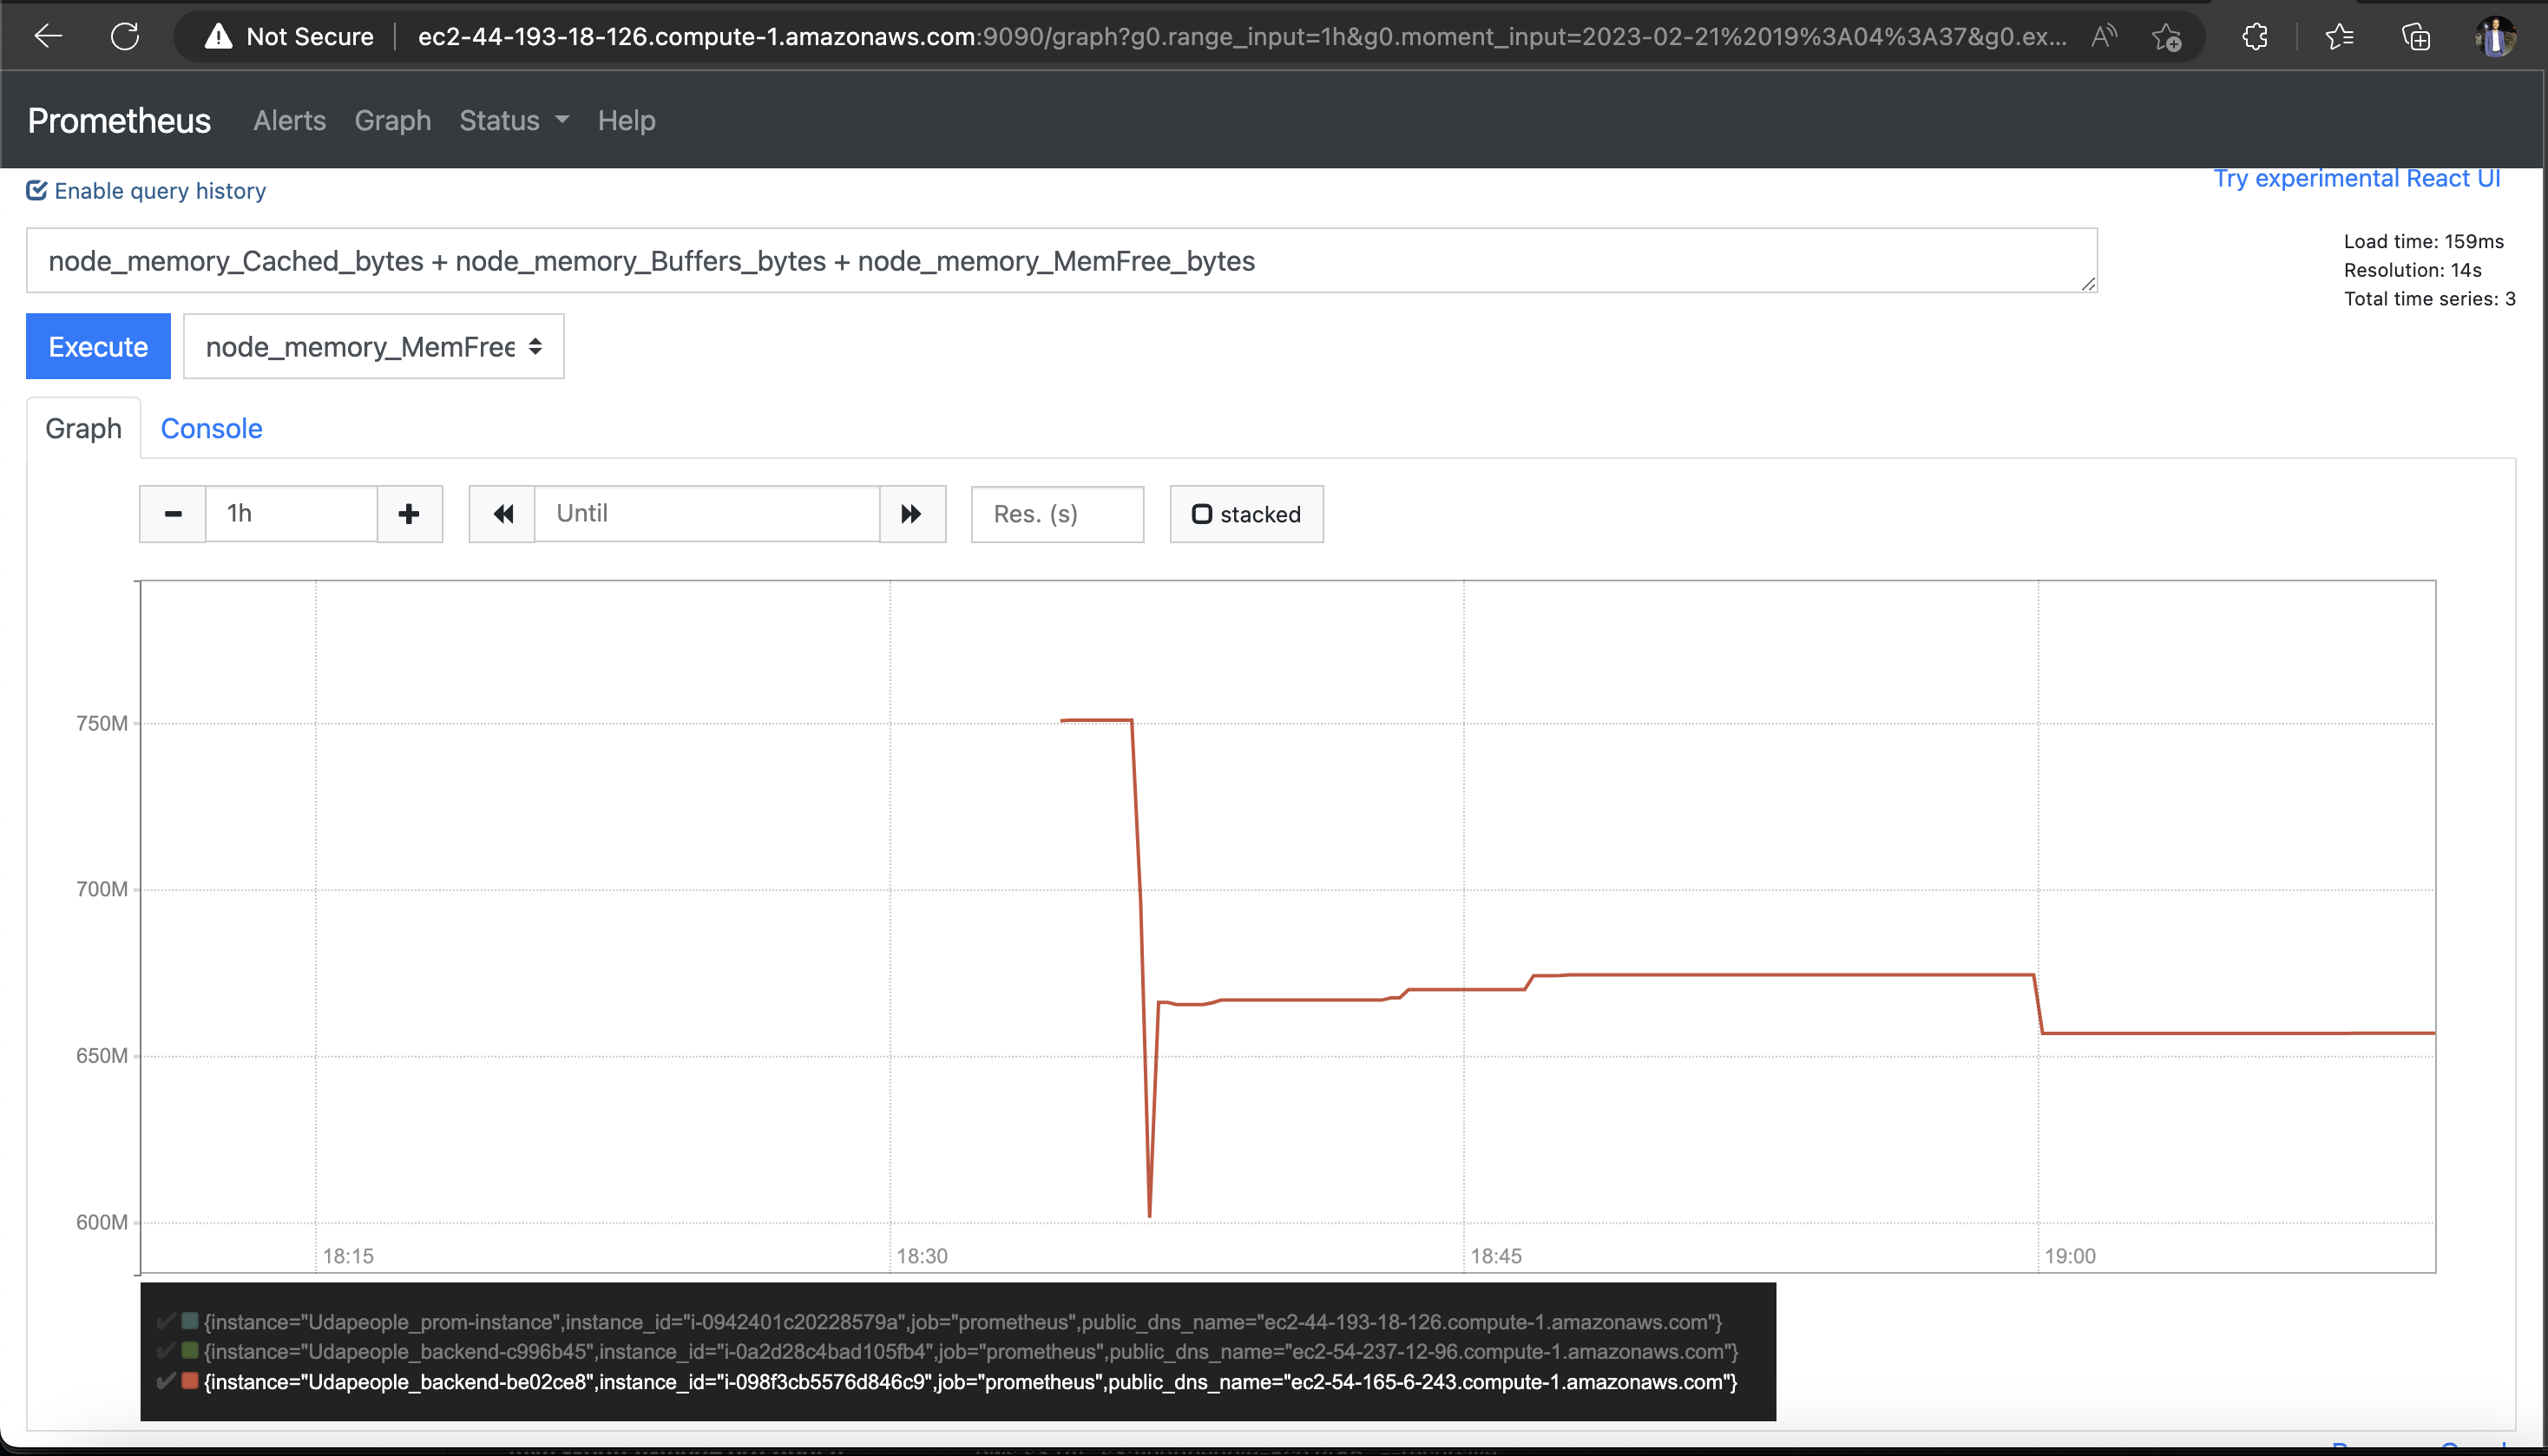 Not Secure ec2-44-193-18-126.compute-1.amazonaws.com:9090/graph?g0.range_input=1h&g0.moment_input=2023-02-21%2019%3A04%3A37&g0.ex...
Prometheus Alerts Graph Status Help
Enable query history
Try experimental React UI
node_memory_Cached_bytes + node_memory_Buffers_bytes + node_memory_MemFree_bytes
Load time: 159ms
Resolution: 14s
Total time series: 3
Execute node_memory_MemFree
Graph Console
1h Until Res. (s) stacked
750M
700M
650M
600M
18:15 18:30 18:45 19:00
{instance="Udapeople_prom-instance",instance_id="i-0942401c20228579a",job="prometheus",public_dns_name="ec2-44-193-18-126.compute-1.amazonaws.com"}
{instance="Udapeople_backend-c996b45",instance_id="i-0a2d28c4bad105fb4",job="prometheus",public_dns_name="ec2-54-237-12-96.compute-1.amazonaws.com"}
{instance="Udapeople_backend-be02ce8",instance_id="i-098f3cb5576d846c9",job="prometheus",public_dns_name="ec2-54-165-6-243.compute-1.amazonaws.com"}